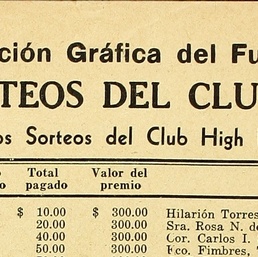 ción Gráfica del Fu
TEOS DEL CLU
os Sorteos del Club High
o Total Valor del
o pagado premio
$ 10.00 $ 300.00 Hilarión Torres
20.00 300.00 Sra. Rosa N. d
40.00 300.00 Cor. Carlos I.
50.00 300.00 Fco. Fimbres,